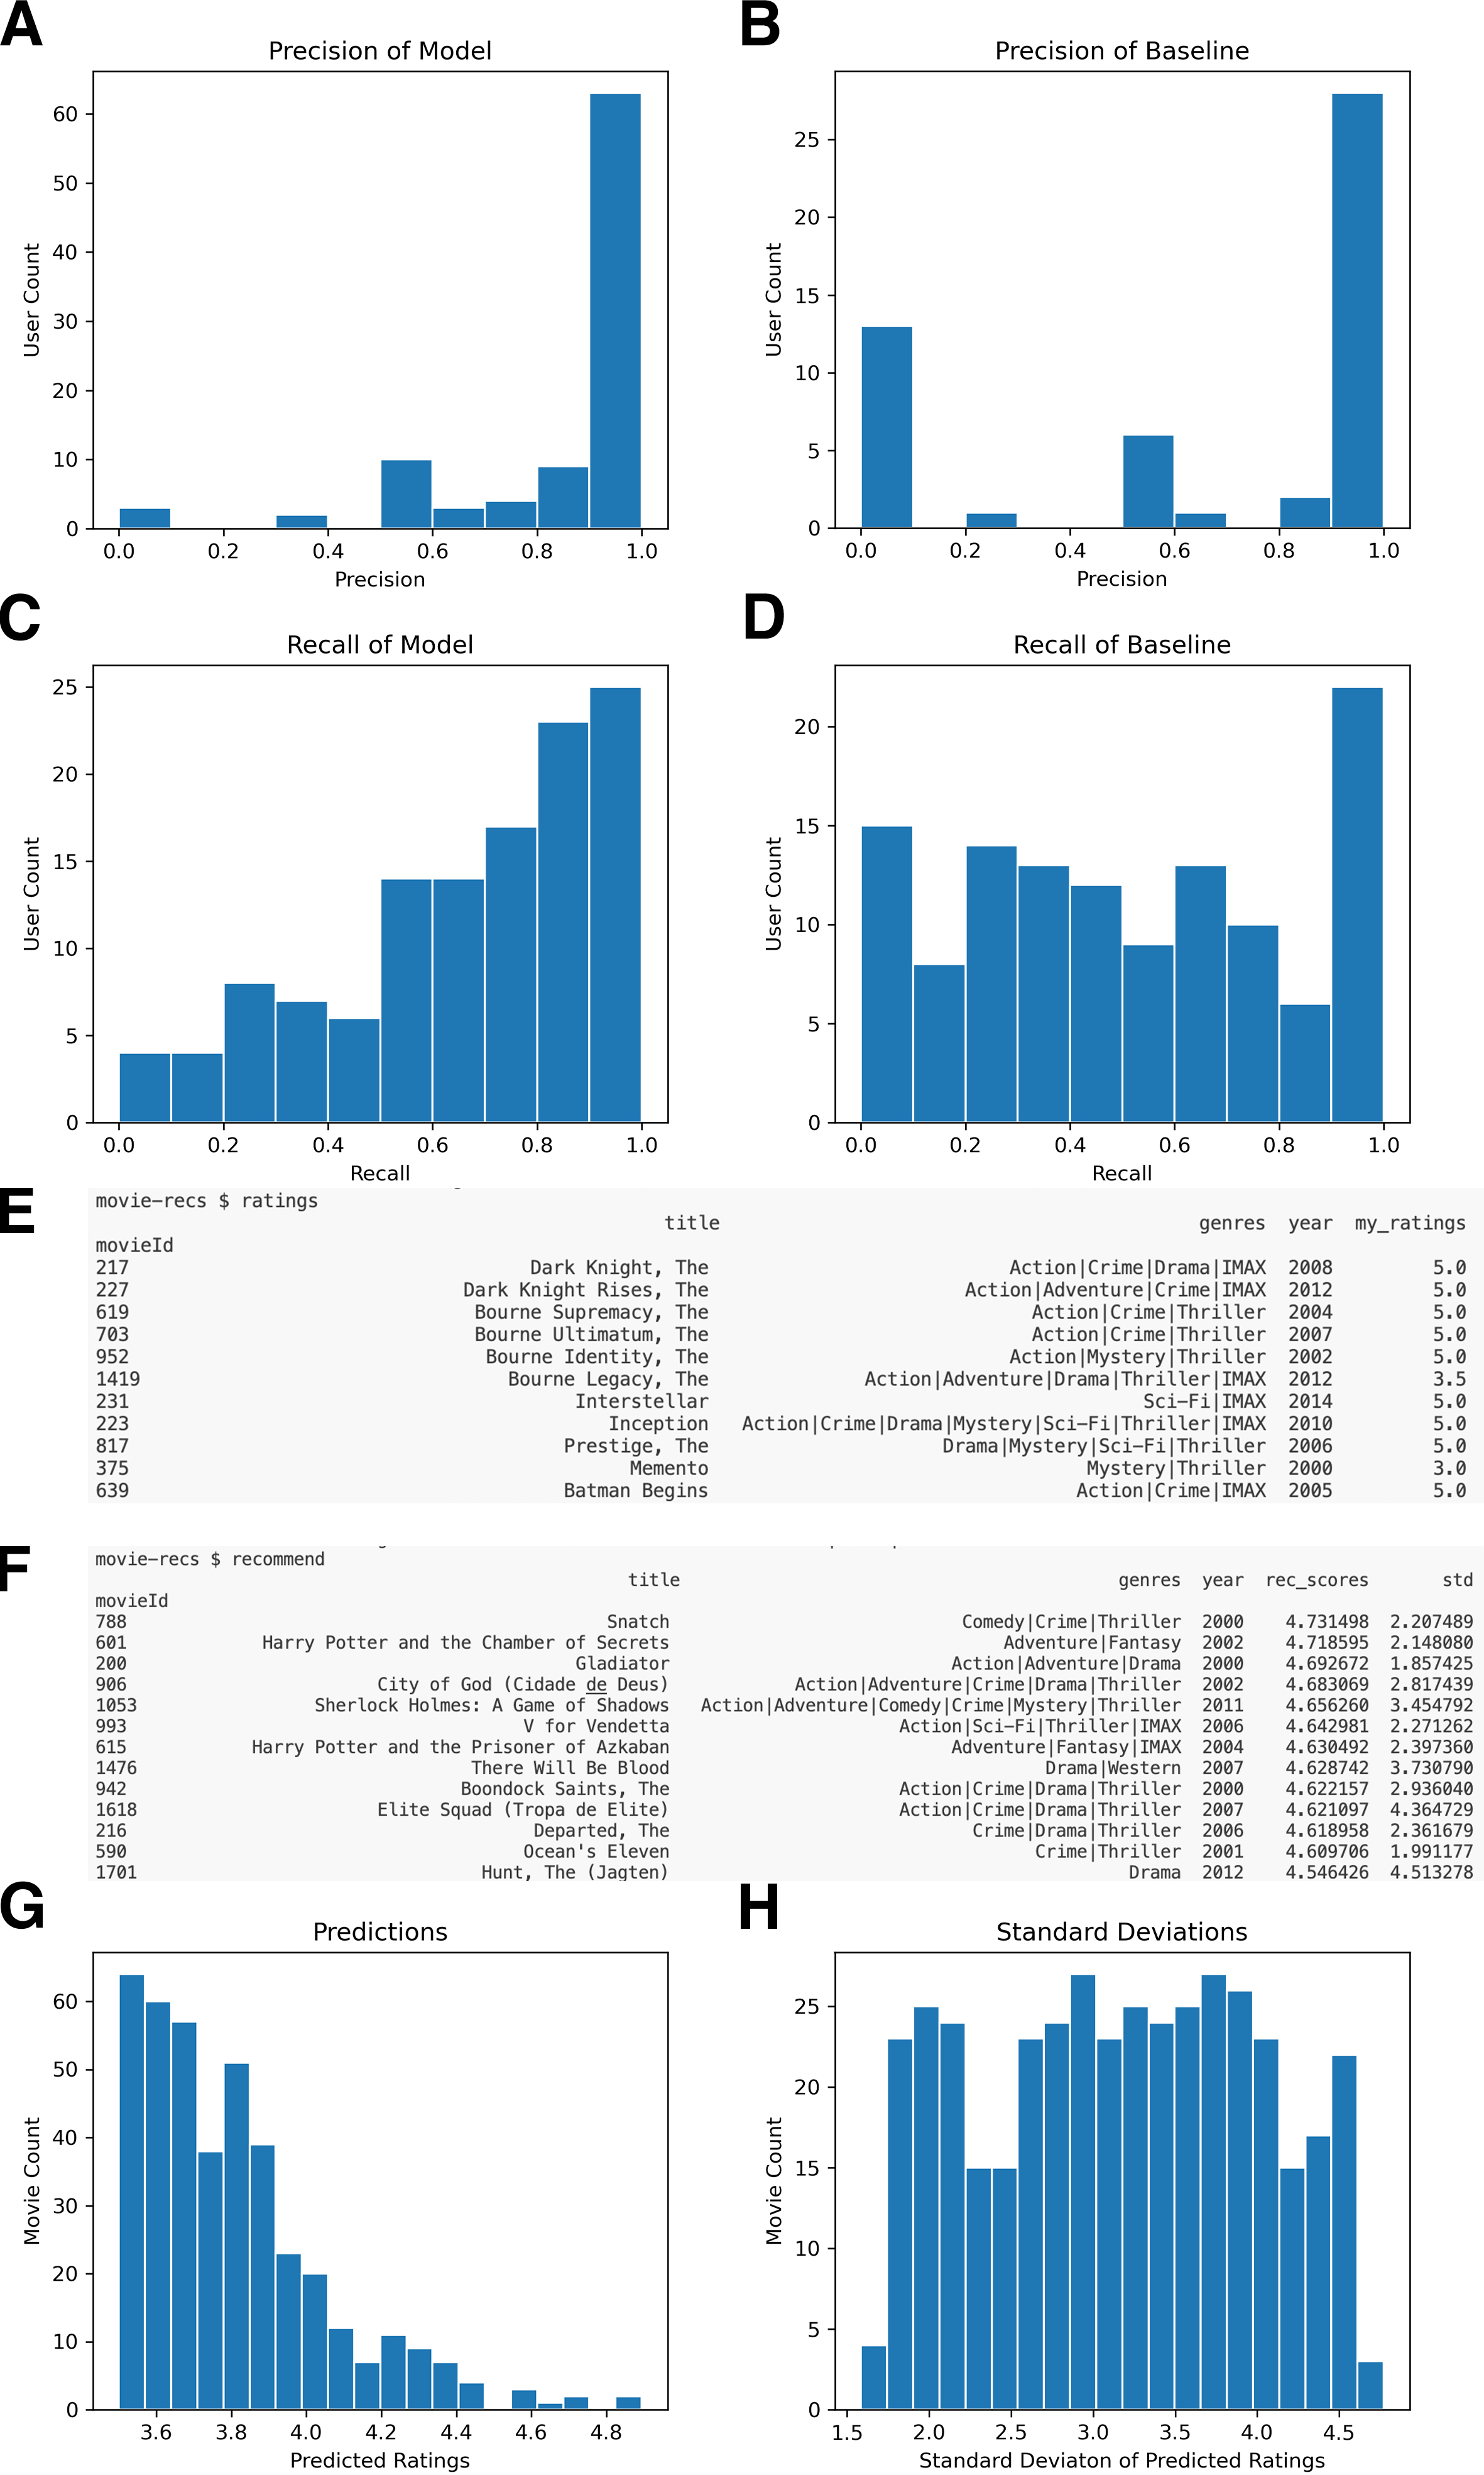 A
Precision of Model
60
50
40
30
20
10
0
User Count
0.0 0.2 0.4 0.6 0.8 1.0
Precision
B
Precision of Baseline
25
20
15
10
5
0
User Count
0.0 0.2 0.4 0.6 0.8 1.0
Precision
C
Recall of Model
25
20
15
10
5
0
User Count
0.0 0.2 0.4 0.6 0.8 1.0
Recall
D
Recall of Baseline
20
15
10
5
0
User Count
0.0 0.2 0.4 0.6 0.8 1.0
Recall
E
movie-recs $ ratings
title genres year my_ratings
movieId
217 Dark Knight, The Action|Crime|Drama|IMAX 2008 5.0
227 Dark Knight Rises, The Action|Adventure|Crime|IMAX 2012 5.0
619 Bourne Supremacy, The Action|Crime|Thriller 2004 5.0
703 Bourne Ultimatum, The Action|Crime|Thriller 2007 5.0
952 Bourne Identity, The Action|Mystery|Thriller 2002 5.0
1419 Bourne Legacy, The Action|Adventure|Drama|Thriller|IMAX 2012 3.5
231 Interstellar Sci-Fi|IMAX 2014 5.0
223 Inception Action|Crime|Drama|Mystery|Sci-Fi|Thriller|IMAX 2010 5.0
817 Prestige, The Drama|Mystery|Sci-Fi|Thriller 2006 5.0
375 Memento Mystery|Thriller 2000 3.0
639 Batman Begins Action|Crime|IMAX 2005 5.0
F
movie-recs $ recommend
title genres year rec_scores std
movieId
788 Snatch Comedy|Crime|Thriller 2000 4.731498 2.207489
601 Harry Potter and the Chamber of Secrets Adventure|Fantasy 2002 4.718595 2.148080
200 Gladiator Action|Adventure|Drama 2000 4.692672 1.857425
906 City of God (Cidade de Deus) Action|Adventure|Crime|Drama|Thriller 2002 4.683069 2.817439
1053 Sherlock Holmes: A Game of Shadows Action|Adventure|Comedy|Crime|Mystery|Thriller 2011 4.656260 3.454792
993 V for Vendetta Action|Sci-Fi|Thriller|IMAX 2006 4.642981 2.271262
615 Harry Potter and the Prisoner of Azkaban Adventure|Fantasy|IMAX 2004 4.630492 2.397360
1476 There Will Be Blood Drama|Western 2007 4.628742 3.730790
942 Boondock Saints, The Action|Crime|Drama|Thriller 2000 4.622157 2.936040
1618 Elite Squad (Tropa de Elite) Action|Crime|Drama|Thriller 2007 4.621097 4.364729
216 Departed, The Crime|Drama|Thriller 2006 4.618958 2.361679
590 Ocean's Eleven Crime|Thriller 2001 4.609706 1.991177
1701 Hunt, The (Jagten) Drama 2012 4.546426 4.513278
G
Predictions
60
50
40
30
20
10
0
Movie Count
3.6 3.8 4.0 4.2 4.4 4.6 4.8
Predicted Ratings
H
Standard Deviations
25
20
15
10
5
0
Movie Count
1.5 2.0 2.5 3.0 3.5 4.0 4.5
Standard Deviaton of Predicted Ratings